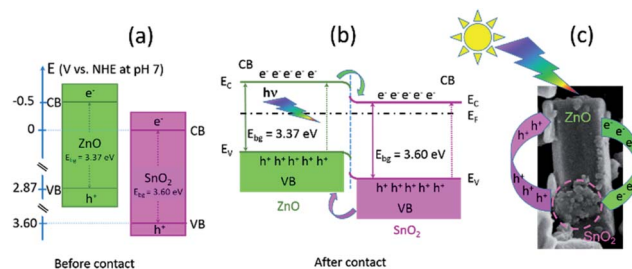 (a)
E (V vs. NHE at pH 7)
-0.5
0
2.87
3.60
CB
e⁻
ZnO
E_bg = 3.37 eV
VB
h⁺
e⁻
CB
SnO₂
E_bg = 3.60 eV
VB
h⁺
Before contact
(b)
CB
e⁻ e⁻ e⁻ e⁻ e⁻
E_C
hν
E_bg = 3.37 eV
E_V
h⁺ h⁺ h⁺ h⁺ h⁺
VB
ZnO
CB
e⁻ e⁻ e⁻ e⁻ e⁻
E_C
E_F
E_bg = 3.60 eV
E_V
h⁺ h⁺ h⁺ h⁺ h⁺
VB
SnO₂
After contact
(c)
ZnO
e⁻
e⁻
e⁻
e⁻
h⁺
h⁺
h⁺
h⁺
SnO₂